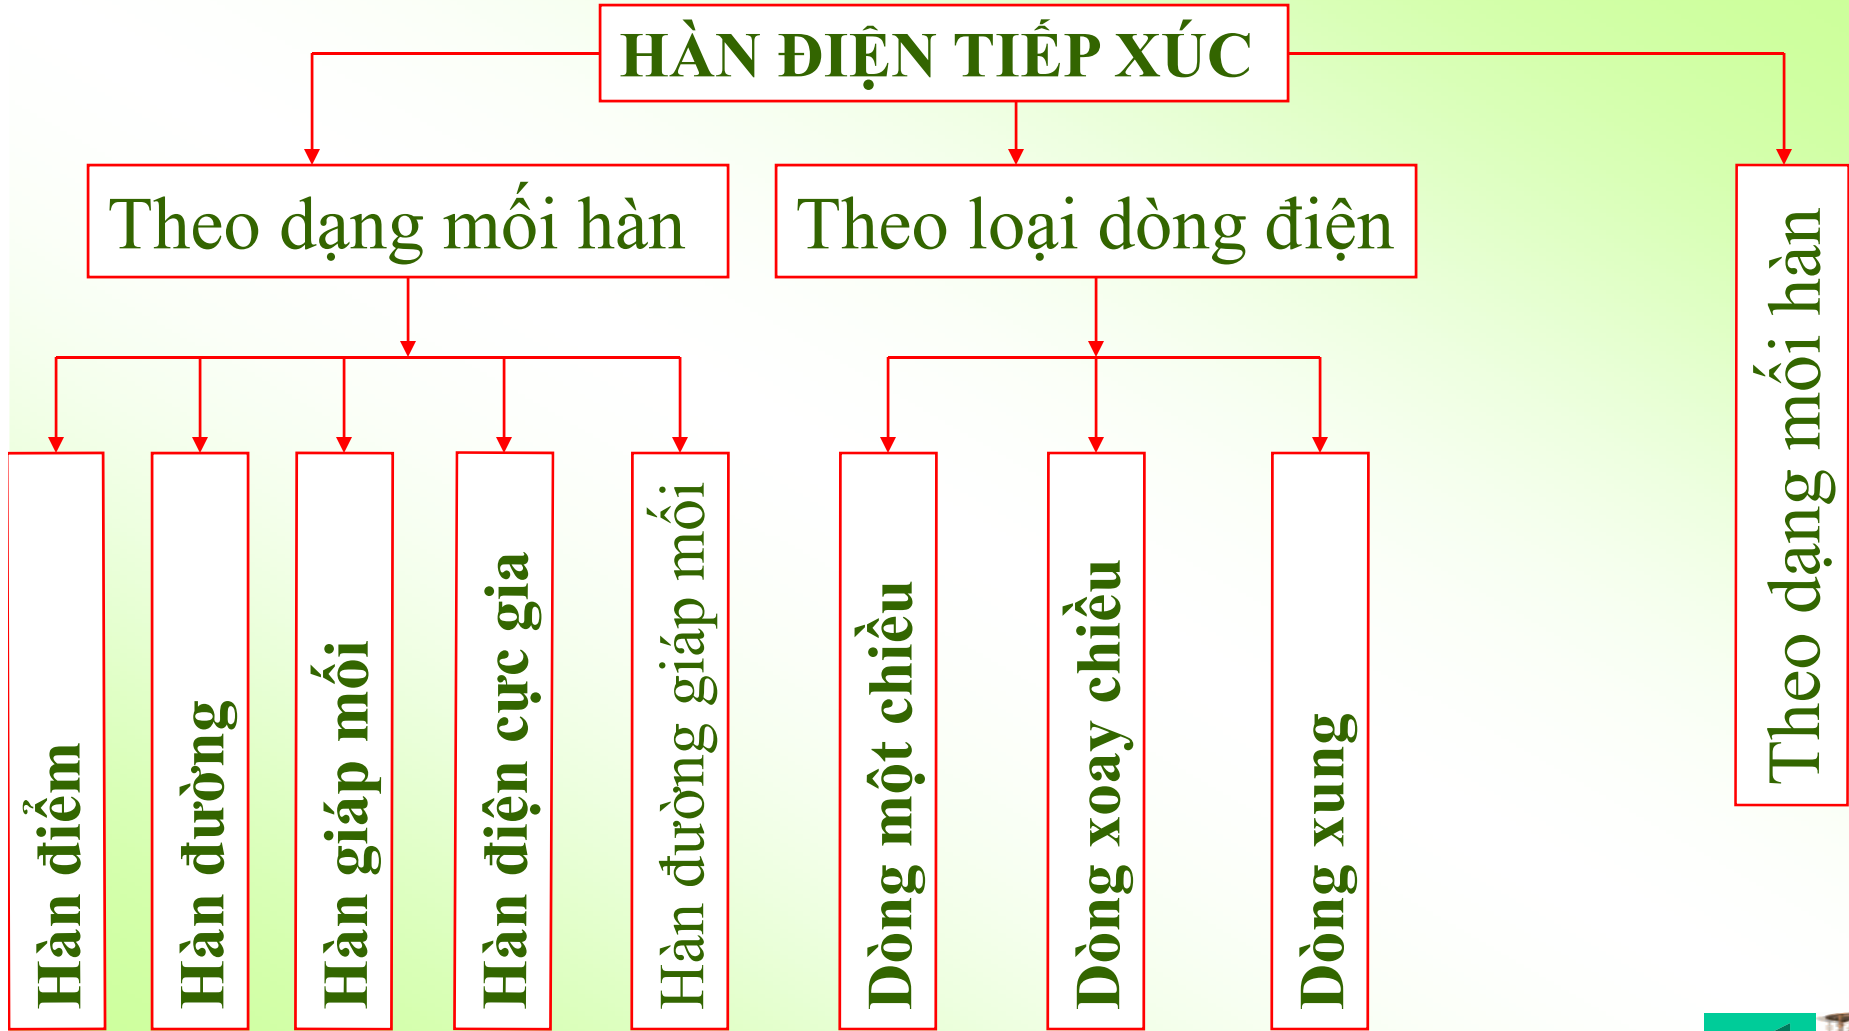 HÀN ĐIỆN TIẾP XÚC
Theo dạng mối hàn
Theo loại dòng điện
Theo dạng mối hàn
Hàn điểm
Hàn đường
Hàn giáp mối
Hàn điện cực gia
Hàn đường giáp mối
Dòng một chiều
Dòng xoay chiều
Dòng xung